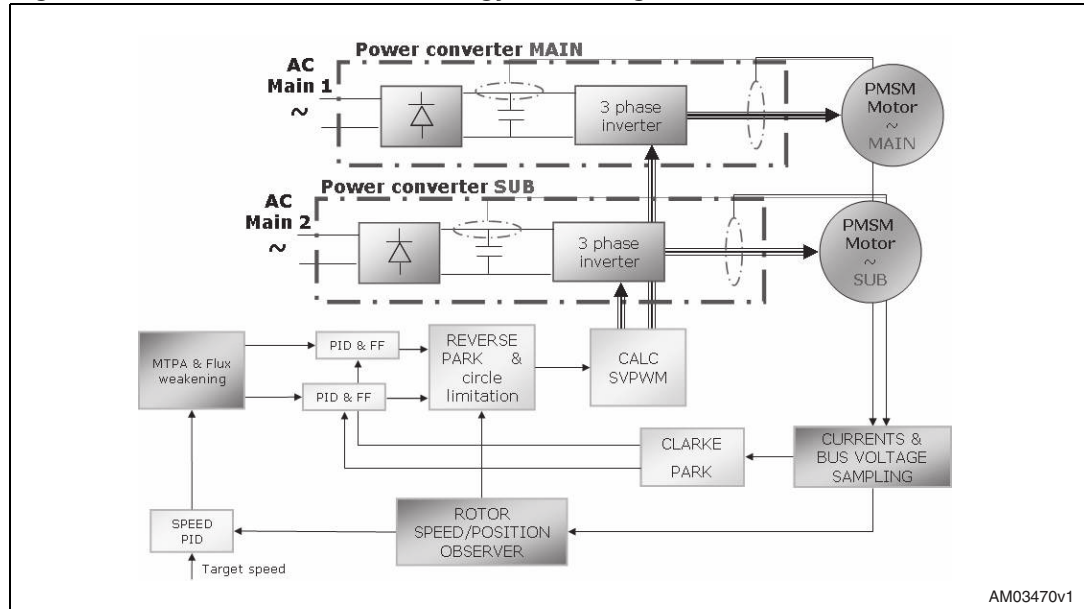 Power converter MAIN
AC
Main 1
~
3 phase
inverter
PMSM
Motor
~
MAIN
Power converter SUB
AC
Main 2
~
3 phase
inverter
PMSM
Motor
~
SUB
MTPA & Flux
weakening
PID & FF
PID & FF
REVERSE
PARK &
circle
limitation
CALC
SVPWM
CLARKE
PARK
CURRENTS &
BUS VOLTAGE
SAMPLING
SPEED
PID
ROTOR
SPEED/POSITION
OBSERVER
Target speed
AM03470v1